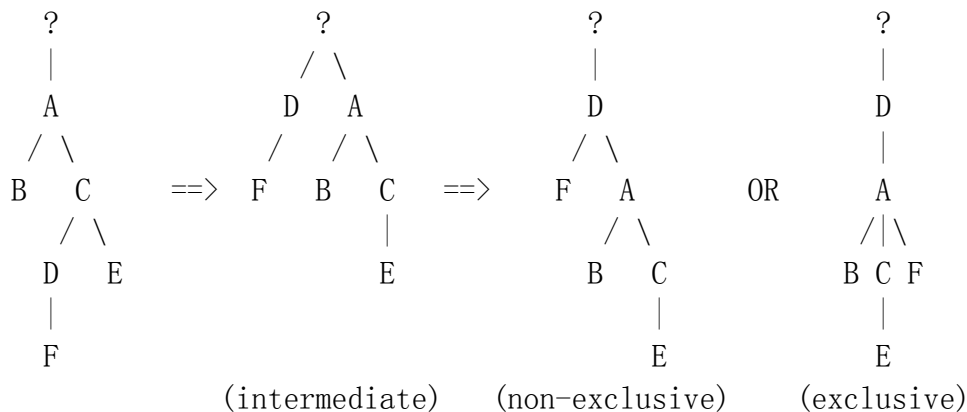 ? ? ? ?
A D A D D
B C ==> F B C ==> F A OR A
D E E B C B C F
F E E
(intermediate) (non-exclusive) (exclusive)